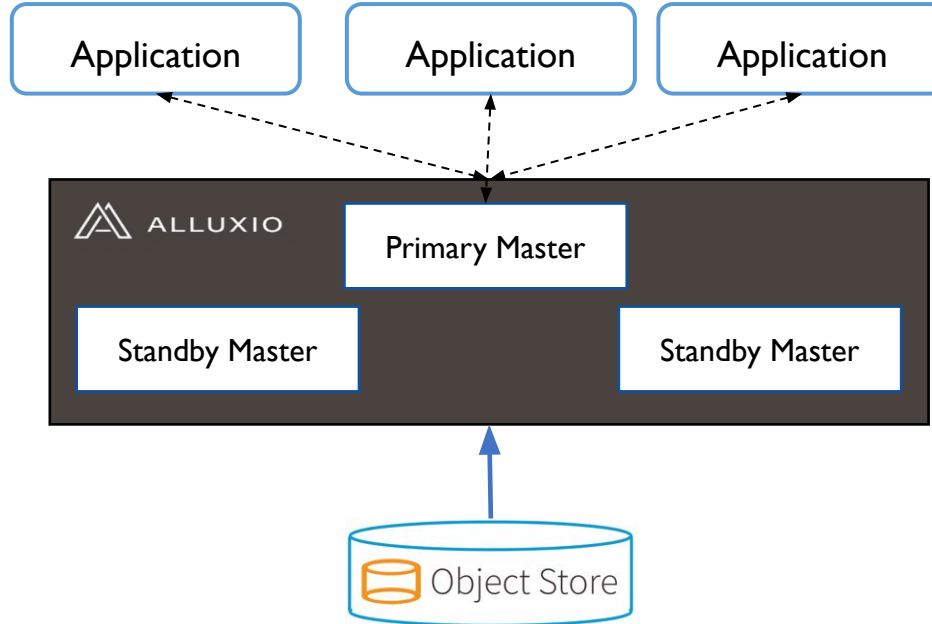 Application
Application
Application
ALLUXIO
Primary Master
Standby Master
Standby Master
Object Store